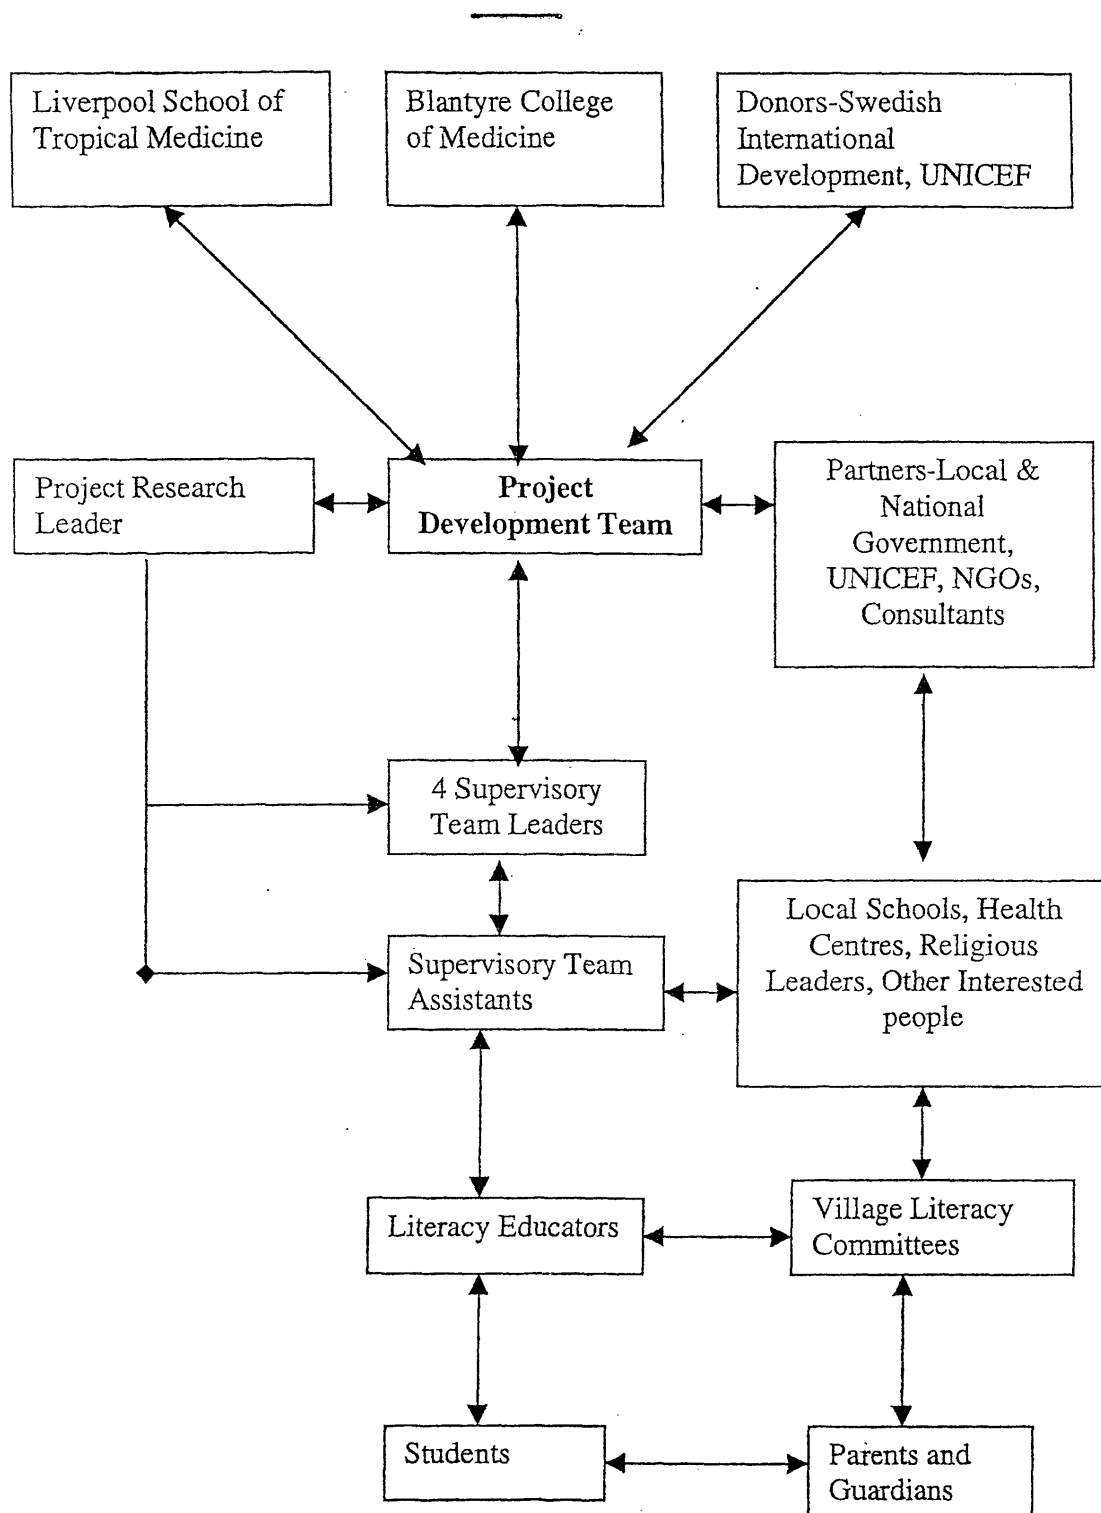 Liverpool School of
Tropical Medicine
Blantyre College
of Medicine
Donors-Swedish
International
Development, UNICEF
Project Research
Leader
Project
Development Team
Partners-Local &
National
Government,
UNICEF, NGOs,
Consultants
4 Supervisory
Team Leaders
Supervisory Team
Assistants
Local Schools, Health
Centres, Religious
Leaders, Other Interested
people
Literacy Educators
Village Literacy
Committees
Students
Parents and
Guardians